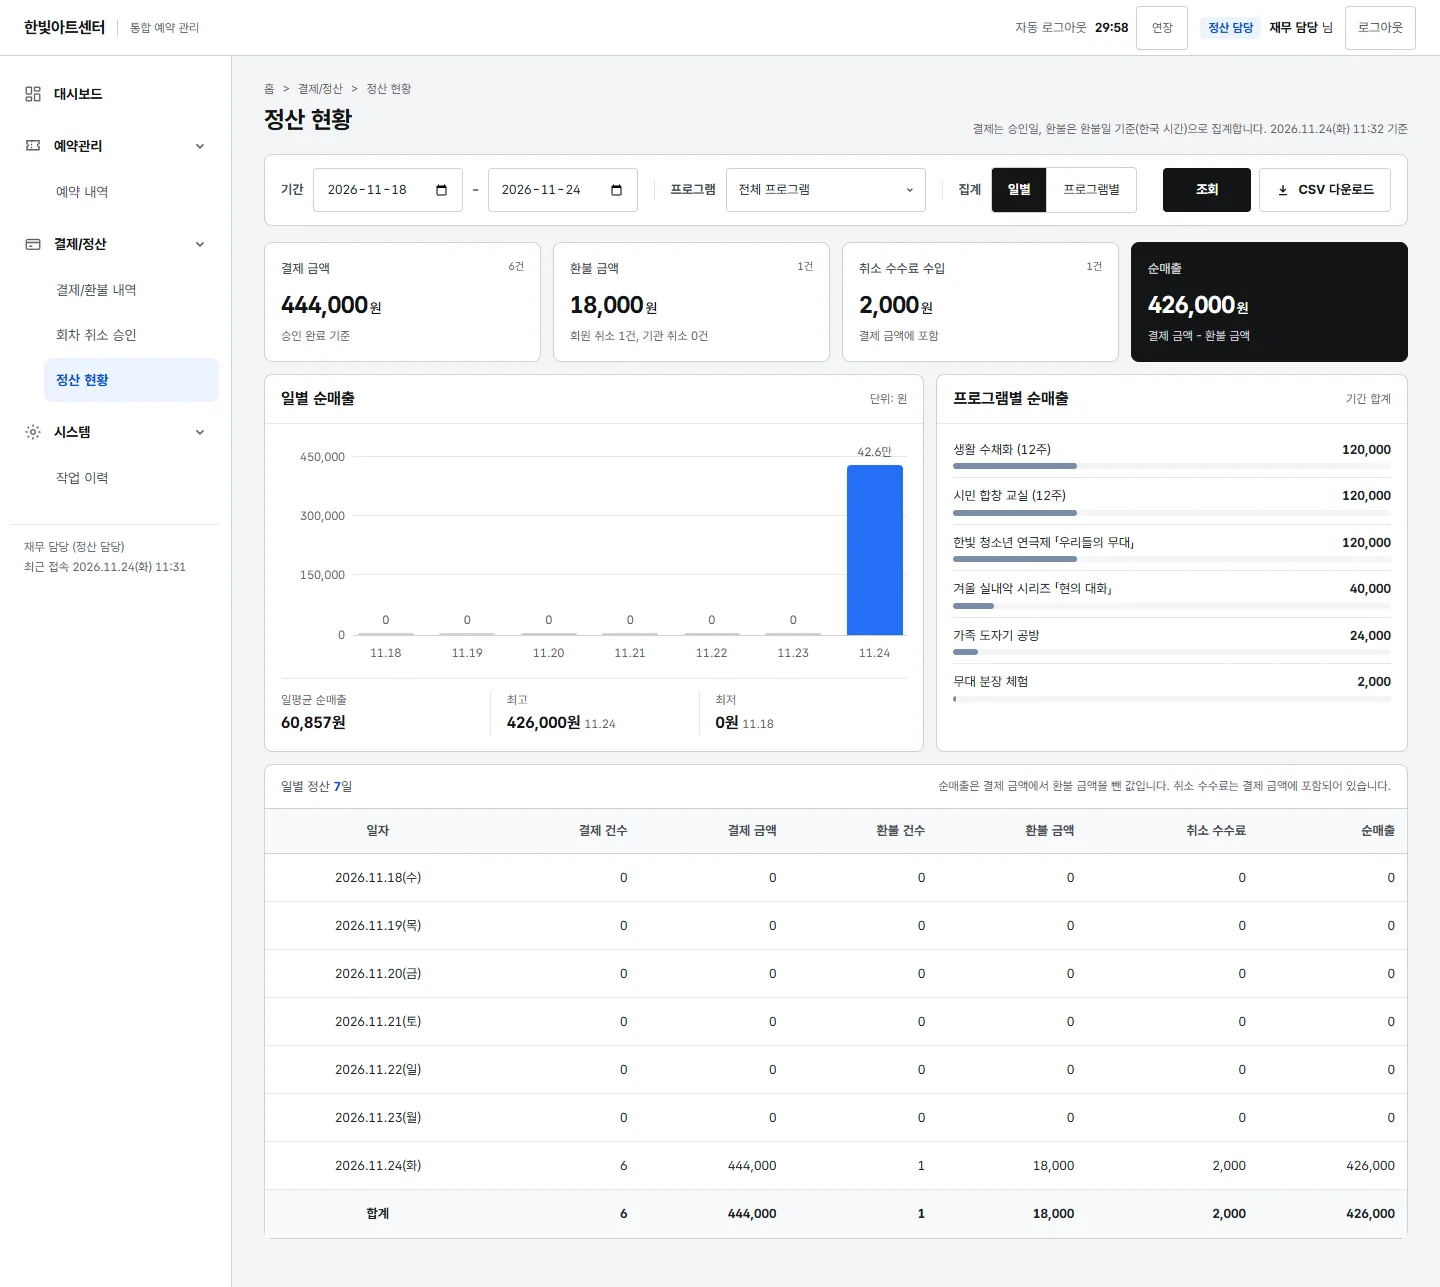 한빛아트센터
통합 예약 관리
자동 로그아웃 29:58 연장 정산 담당 재무 담당 님 로그아웃
대시보드
예약관리
예약 내역
결제/정산
결제/환불 내역
회차 취소 승인
정산 현황
시스템
작업 이력
재무 담당 (정산 담당)
최근 접속 2026.11.24(화) 11:31
홈 > 결제/정산 > 정산 현황
정산 현황
결제는 승인일, 환불은 환불일 기준(한국 시간)으로 집계합니다. 2026.11.24(화) 11:32 기준
기간 2026-11-18 - 2026-11-24 프로그램 전체 프로그램 집계 일별 프로그램별 조회 CSV 다운로드
결제 금액 6건
444,000원
승인 완료 기준
환불 금액 1건
18,000원
회원 취소 1건, 기관 취소 0건
취소 수수료 수입 1건
2,000원
결제 금액에 포함
순매출
426,000원
결제 금액 - 환불 금액
일별 순매출 단위: 원
42.6만
450,000
300,000
150,000
0 0 0 0 0 0
0
11.18 11.19 11.20 11.21 11.22 11.23 11.24
일평균 순매출
60,857원
최고
426,000원 11.24
최저
0원 11.18
프로그램별 순매출 기간 합계
생활 수채화 (12주) 120,000
시민 합창 교실 (12주) 120,000
한빛 청소년 연극제 「우리들의 무대」 120,000
겨울 실내악 시리즈 「현의 대화」 40,000
가족 도자기 공방 24,000
무대 분장 체험 2,000
일별 정산 7일 순매출은 결제 금액에서 환불 금액을 뺀 값입니다. 취소 수수료는 결제 금액에 포함되어 있습니다.
일자 결제 건수 결제 금액 환불 건수 환불 금액 취소 수수료 순매출
2026.11.18(수) 0 0 0 0 0 0
2026.11.19(목) 0 0 0 0 0 0
2026.11.20(금) 0 0 0 0 0 0
2026.11.21(토) 0 0 0 0 0 0
2026.11.22(일) 0 0 0 0 0 0
2026.11.23(월) 0 0 0 0 0 0
2026.11.24(화) 6 444,000 1 18,000 2,000 426,000
합계 6 444,000 1 18,000 2,000 426,000